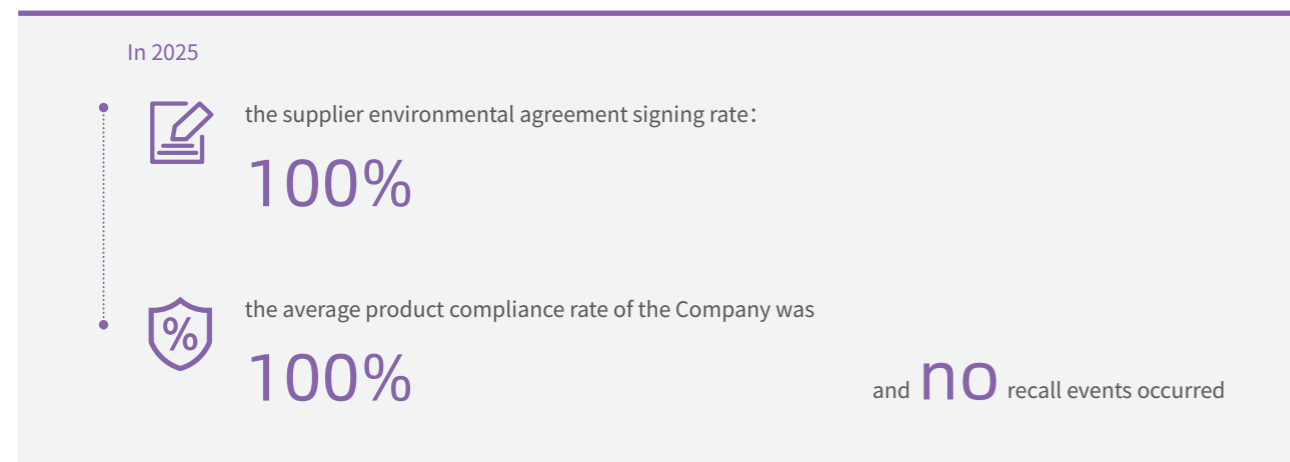 In 2025
the supplier environmental agreement signing rate：
100%
the average product compliance rate of the Company was
100%
and no recall events occurred
%